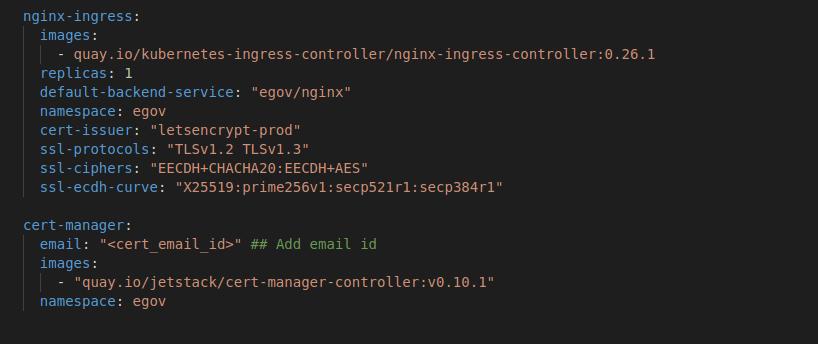 nginx-ingress:
images:
- quay.io/kubernetes-ingress-controller/nginx-ingress-controller:0.26.1
replicas: 1
default-backend-service: "egov/nginx"
namespace: egov
cert-issuer: "letsencrypt-prod"
ssl-protocols: "TLSv1.2 TLSv1.3"
ssl-ciphers: "EECDH+CHACHA20:EECDH+AES"
ssl-ecdh-curve: "X25519:prime256v1:secp521r1:secp384r1"
cert-manager:
email: "<cert_email_id>" ## Add email id
images:
- "quay.io/jetstack/cert-manager-controller:v0.10.1"
namespace: egov